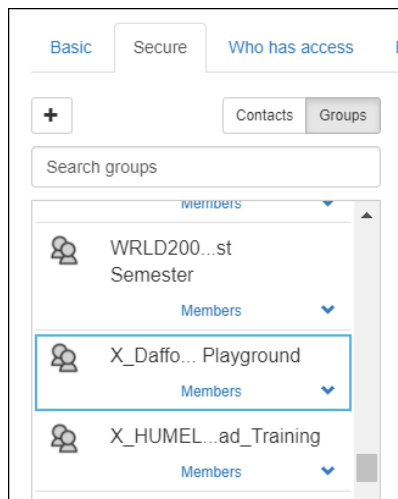 Basic Secure Who has access
+ Contacts Groups
Search groups
Members
WRLD200...st
Semester
Members
X_Daffo... Playground
Members
X_HUMEL...ad_Training
Members